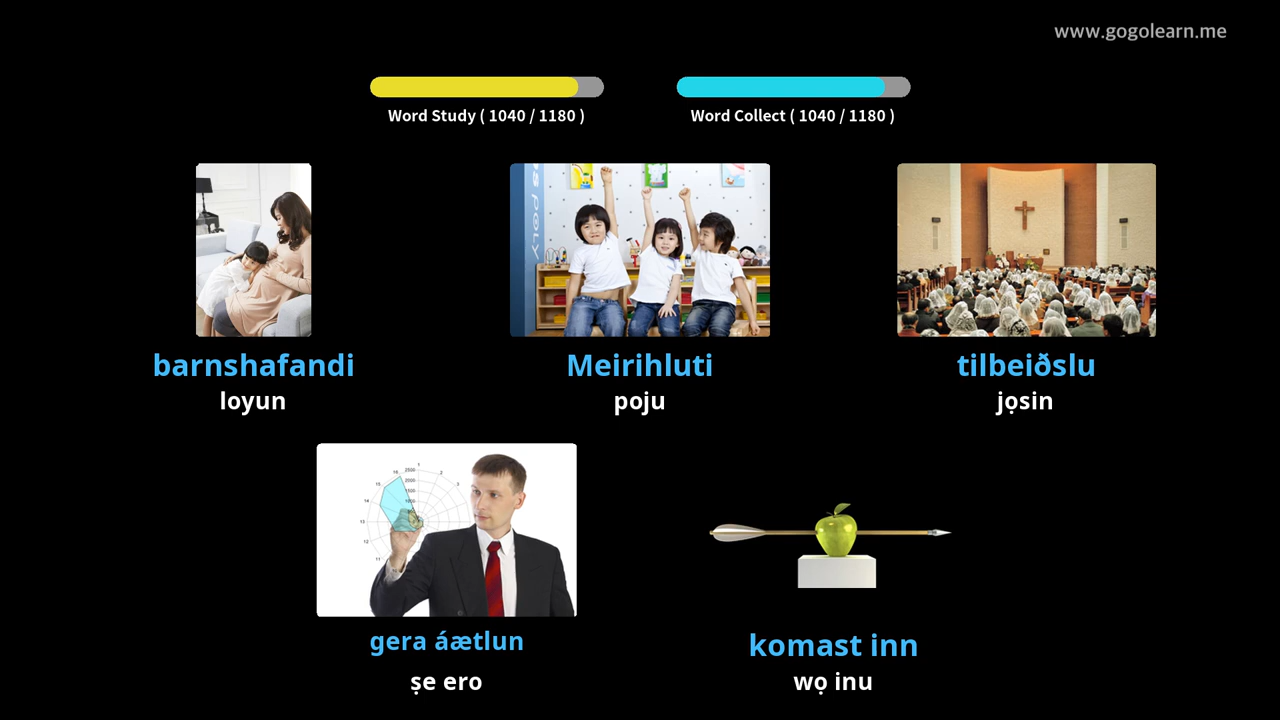 www.gogolearn.me
Word Study ( 1040 / 1180 )
Word Collect ( 1040 / 1180 )
barnshafandi
loyun
Meirihluti
poju
tilbeiðslu
jọsin
gera áætlun
ṣe ero
komast inn
wọ inu